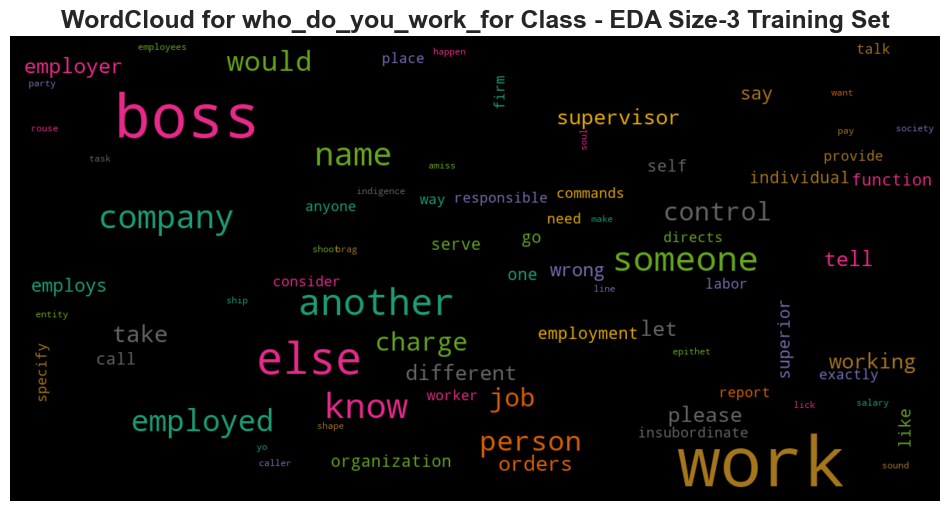 WordCloud for who_do_you_work_for Class - EDA Size-3 Training Set
employees
happen
talk
would
place
employer
party
firm
want
say
boss
supervisor
rouse
soul
pay
society
name
task
amiss
self
provide
individual
function
indigence
way
responsible
commands
anyone
company
need
make
control
go
directs
serve
shoot
brag
someone
tell
one
wrong
consider
labor
line
employs
ship
another
entity
superior
take
charge
employment
let
call
else
epithet
working
specify
different
exactly
report
worker
job
know
lick
salary
please
like
employed
shape
insubordinate
person
work
yo
organization
orders
caller
sound